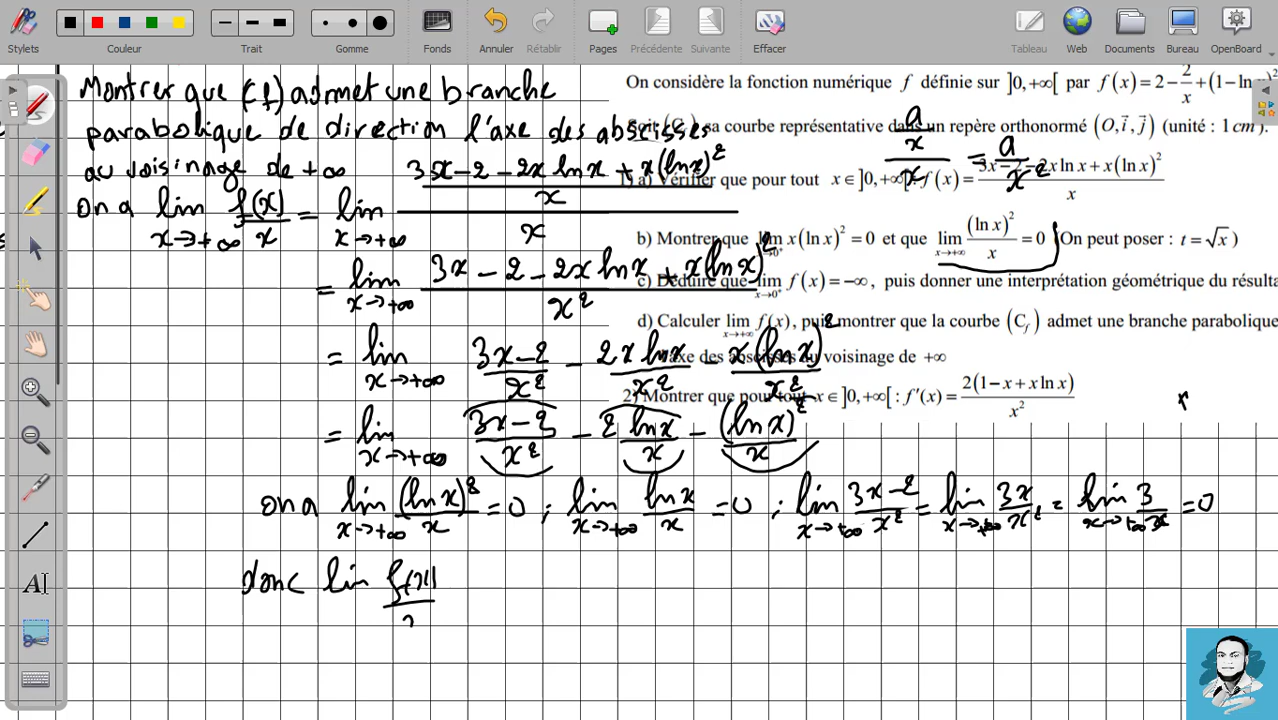 Stylets Couleur Trait Gomme Fonds Annuler Rétablir Pages Précédente Suivante Effacer Tableau Web Documents Bureau OpenBoard
Montrer que (Cf) admet une branche
parabolique de direction l'axe des abscisses
au voisinage de +∞
On a lim x→+∞ f(x)/x = lim x→+∞ ((3x-2-2x ln x + x(ln x)²)/x)/x
= lim x→+∞ (3x-2-2x ln x + x(ln x)²)/x²
= lim x→+∞ (3x-2)/x² - (2x ln x)/x² - (x(ln x)²)/x²
= lim x→+∞ (3x-2)/x² - 2 (ln x)/x - (ln x)²/x
on a lim x→+∞ (ln x)²/x = 0 ; lim x→+∞ ln x/x = 0 ; lim x→+∞ (3x-2)/x² = lim x→+∞ 3x/x² = lim x→+∞ 3/x = 0
donc lim f(x)
On considère la fonction numérique f définie sur ]0,+∞[ par f(x) = 2 - 2/x + (1-ln x)²
sa courbe représentative dans un repère orthonormé (O, i, j) (unité : 1cm).
(a/x)/x = a/x²
1) a) Vérifier que pour tout x ∈ ]0,+∞[ f(x) = (3x-2-2x ln x + x(ln x)²)/x
b) Montrer que lim x→0⁺ x(ln x)² = 0 et que lim x→+∞ (ln x)²/x = 0 (On peut poser : t = √x )
c) Déduire que lim x→0⁺ f(x) = -∞, puis donner une interprétation géométrique du résulta
d) Calculer lim x→+∞ f(x), puis montrer que la courbe (Cf) admet une branche parabolique
axe des abscisses au voisinage de +∞
2) Montrer que pour tout x ∈ ]0,+∞[ : f'(x) = 2(1-x+x ln x)/x²